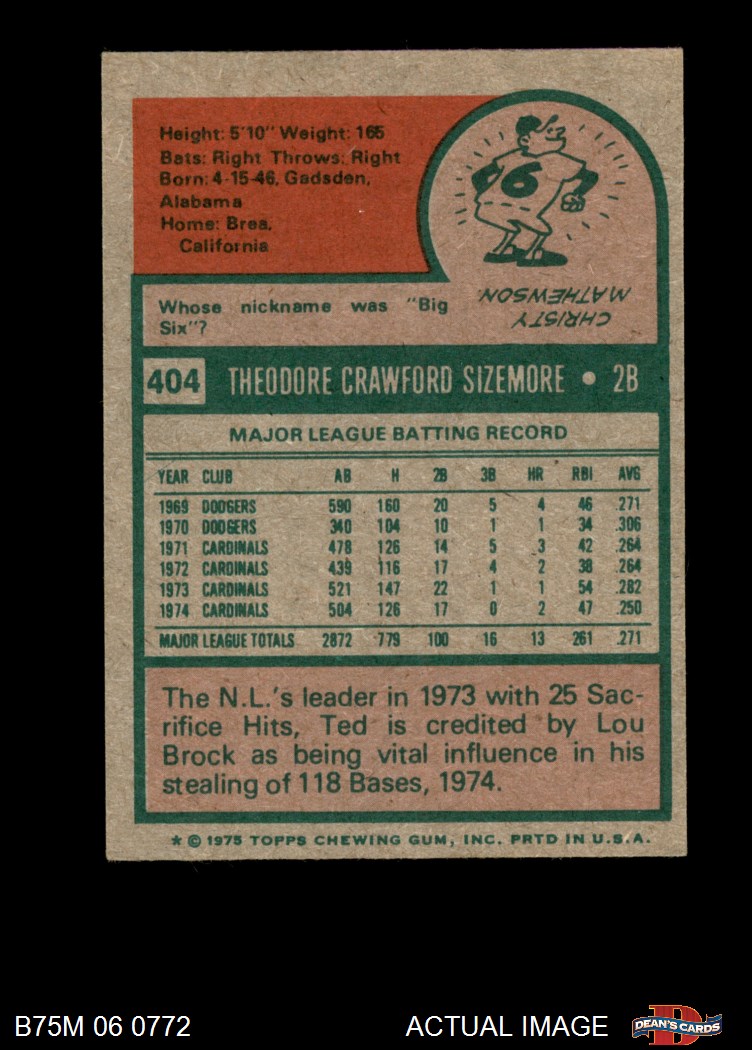 Height: 5'10" Weight: 165
Bats: Right Throws: Right
Born: 4-15-46, Gadsden,
Alabama
Home: Brea,
California
6
Whose nickname was "Big
Six"?
CHRISTY
MATHEWSON.
404 THEODORE CRAWFORD SIZEMORE • 2B
MAJOR LEAGUE BATTING RECORD
YEAR CLUB AB H 2B 3B HR RBI AVG
1969 DODGERS 590 160 20 5 4 46 .271
1970 DODGERS 340 104 10 1 1 34 .306
1971 CARDINALS 478 126 14 5 3 42 .264
1972 CARDINALS 439 116 17 4 2 38 .264
1973 CARDINALS 521 147 22 1 1 54 .282
1974 CARDINALS 504 126 17 0 2 47 .250
MAJOR LEAGUE TOTALS 2872 779 100 16 13 261 .271
The N.L.'s leader in 1973 with 25 Sac-
rifice Hits, Ted is credited by Lou
Brock as being vital influence in his
stealing of 118 Bases, 1974.
* © 1975 TOPPS CHEWING GUM, INC. PRTD IN U.S.A.
B75M 06 0772 ACTUAL IMAGE D DEAN'S CARDS